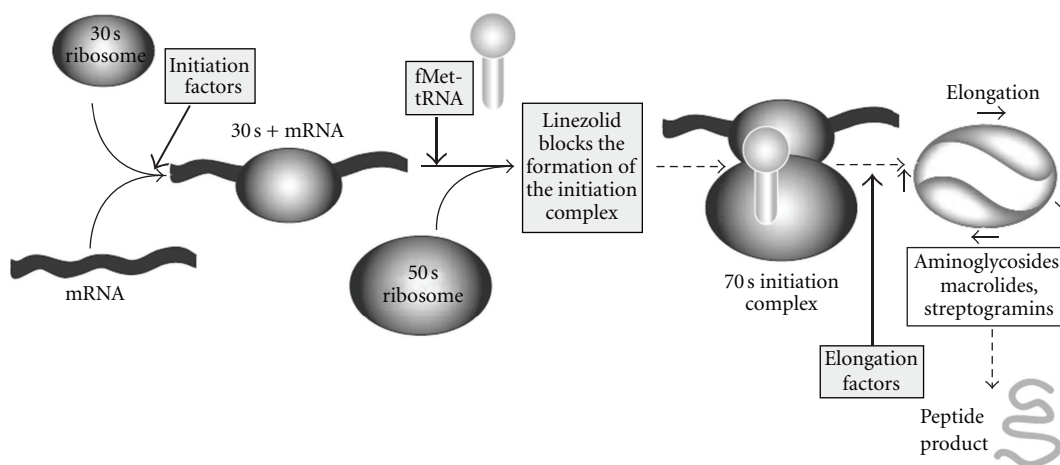 30 s
ribosome
Initiation
factors
mRNA
30 s + mRNA
fMet-
tRNA
50 s
ribosome
Linezolid
blocks the
formation of
the initiation
complex
70 s initiation
complex
Elongation
factors
Elongation
Aminoglycosides
macrolides,
streptogramins
Peptide
product